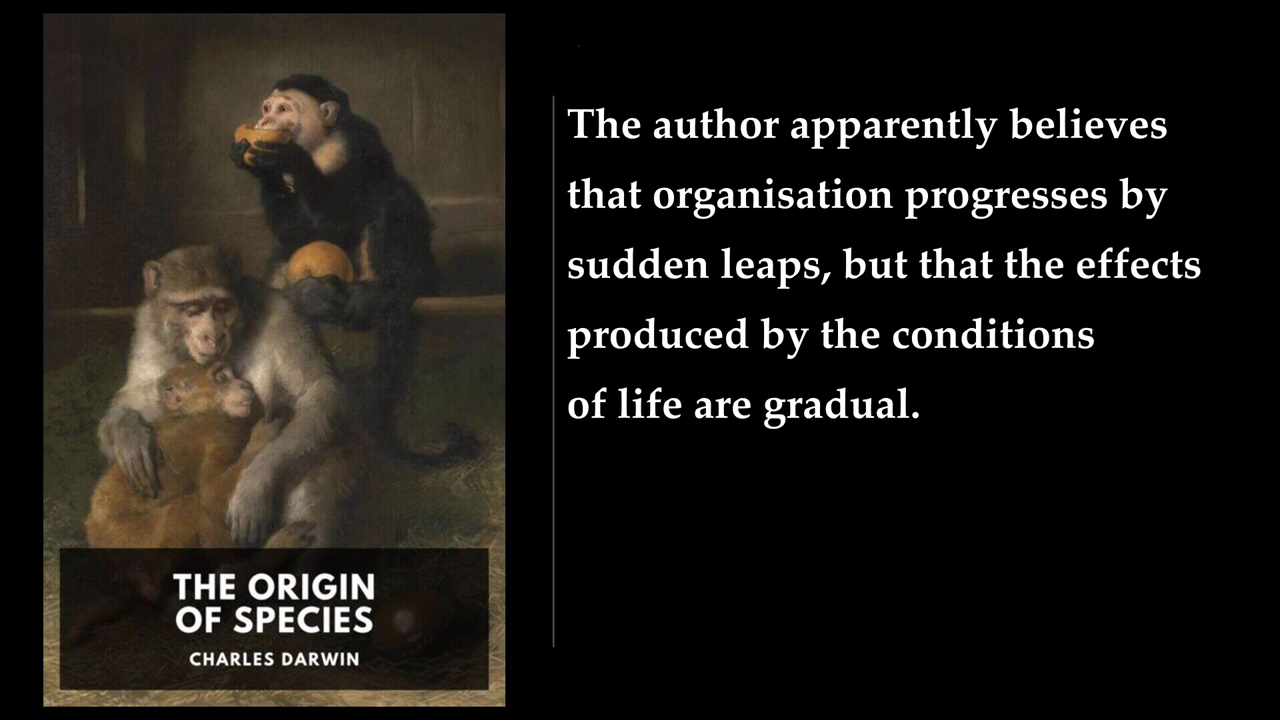 The author apparently believes
that organisation progresses by
sudden leaps, but that the effects
produced by the conditions
of life are gradual.
THE ORIGIN
OF SPECIES
CHARLES DARWIN